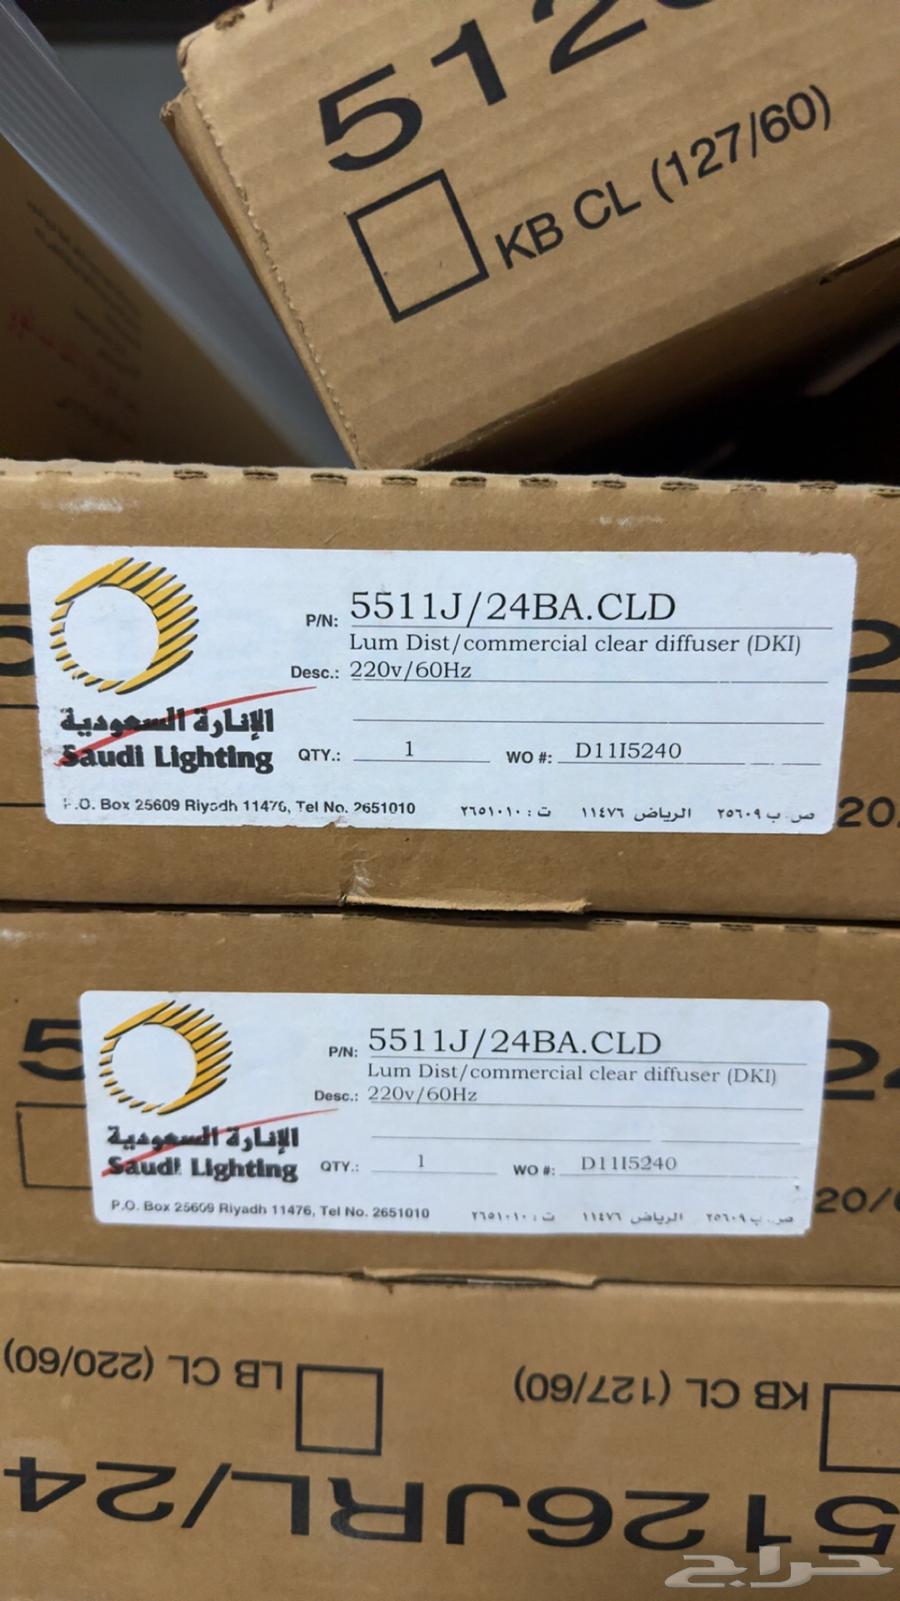 512
KB CL (127/60)
P/N: 5511J/24BA.CLD
Lum Dist/commercial clear diffuser (DKI)
Desc.: 220v/60Hz
الإنارة السعودية
Saudi Lighting
QTY.: 1 WO #: D11I5240
P.O. Box 25609 Riyadh 11476, Tel No. 2651010 ص ب ٢٥٦٠٩ الرياض ١١٤٧٦ ت : ٢٦٥١٠١٠
20/
P/N: 5511J/24BA.CLD
Lum Dist/commercial clear diffuser (DKI)
Desc.: 220v/60Hz
الإنارة السعودية
Saudi Lighting
QTY.: 1 WO #: D11I5240
P.O. Box 25609 Riyadh 11476, Tel No. 2651010 ص ب ٢٥٦٠٩ الرياض ١١٤٧٦ ت : ٢٦٥١٠١٠
20/
5126JRL/24
KB CL (127/60) LB CL (220/60)
حراج